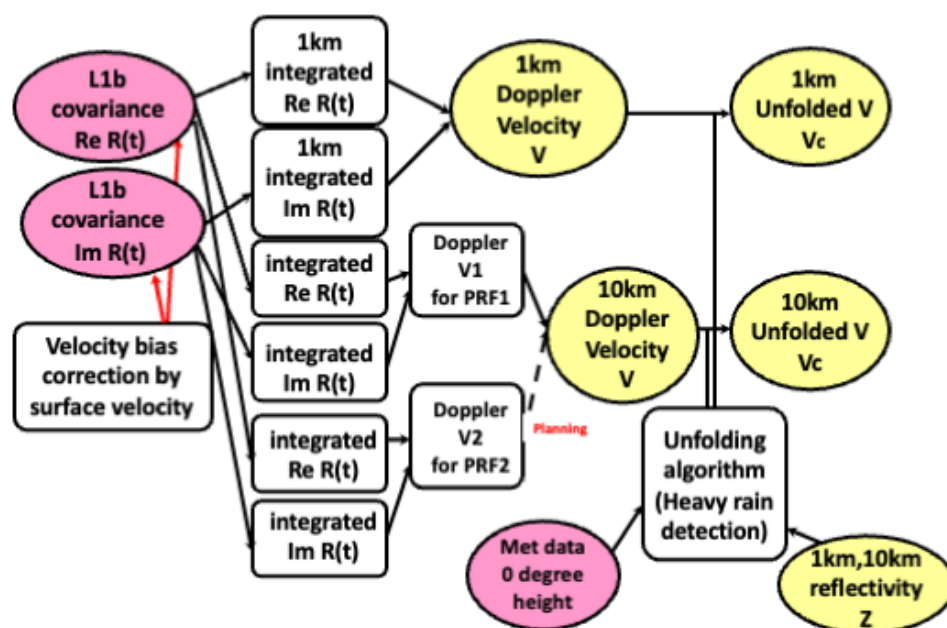 L1b
covariance
Re R(t)
L1b
covariance
Im R(t)
Velocity bias
correction by
surface velocity
1km
integrated
Re R(t)
1km
integrated
Im R(t)
integrated
Re R(t)
integrated
Im R(t)
integrated
Re R(t)
integrated
Im R(t)
Doppler
V1
for PRF1
Doppler
V2
for PRF2
Planning
1km
Doppler
Velocity
V
10km
Doppler
Velocity
V
1km
Unfolded V
Vc
10km
Unfolded V
Vc
Unfolding
algorithm
(Heavy rain
detection)
Met data
0 degree
height
1km,10km
reflectivity
Z